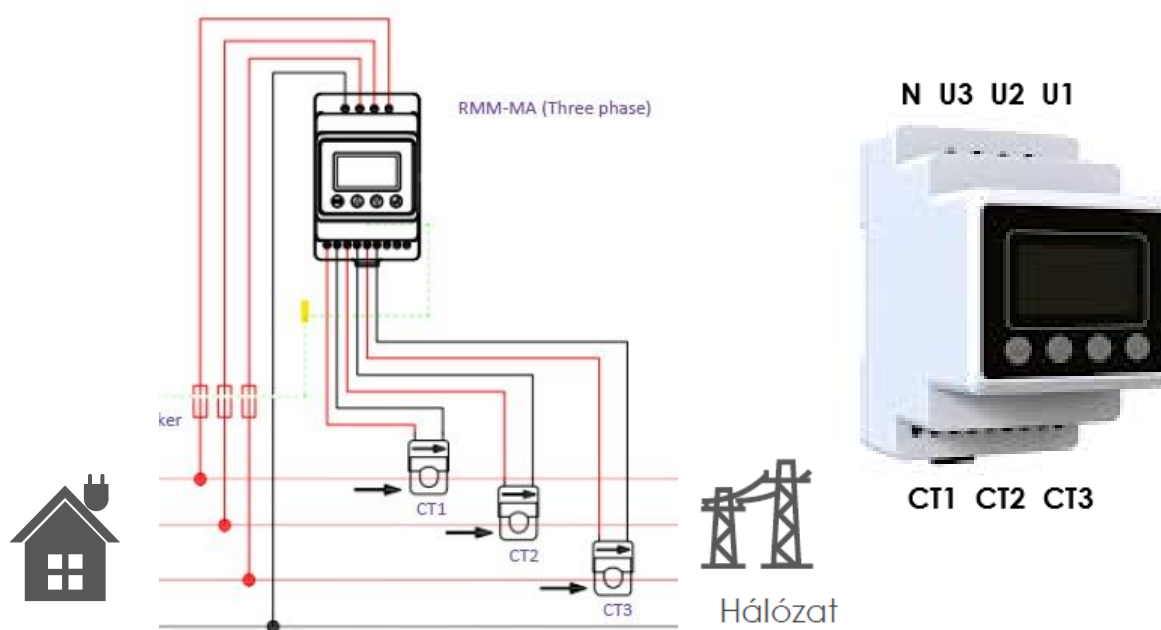 RMM-MA (Three phase)
N U3 U2 U1
ker
CT1
CT2
CT3
CT1 CT2 CT3
Hálózat